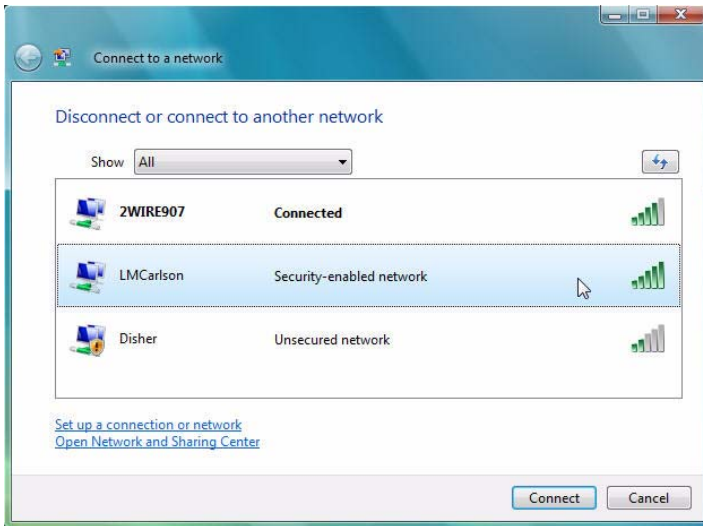 Connect to a network
Disconnect or connect to another network
Show All
2WIRE907 Connected
LMCarlson Security-enabled network
Disher Unsecured network
Set up a connection or network
Open Network and Sharing Center
Connect Cancel